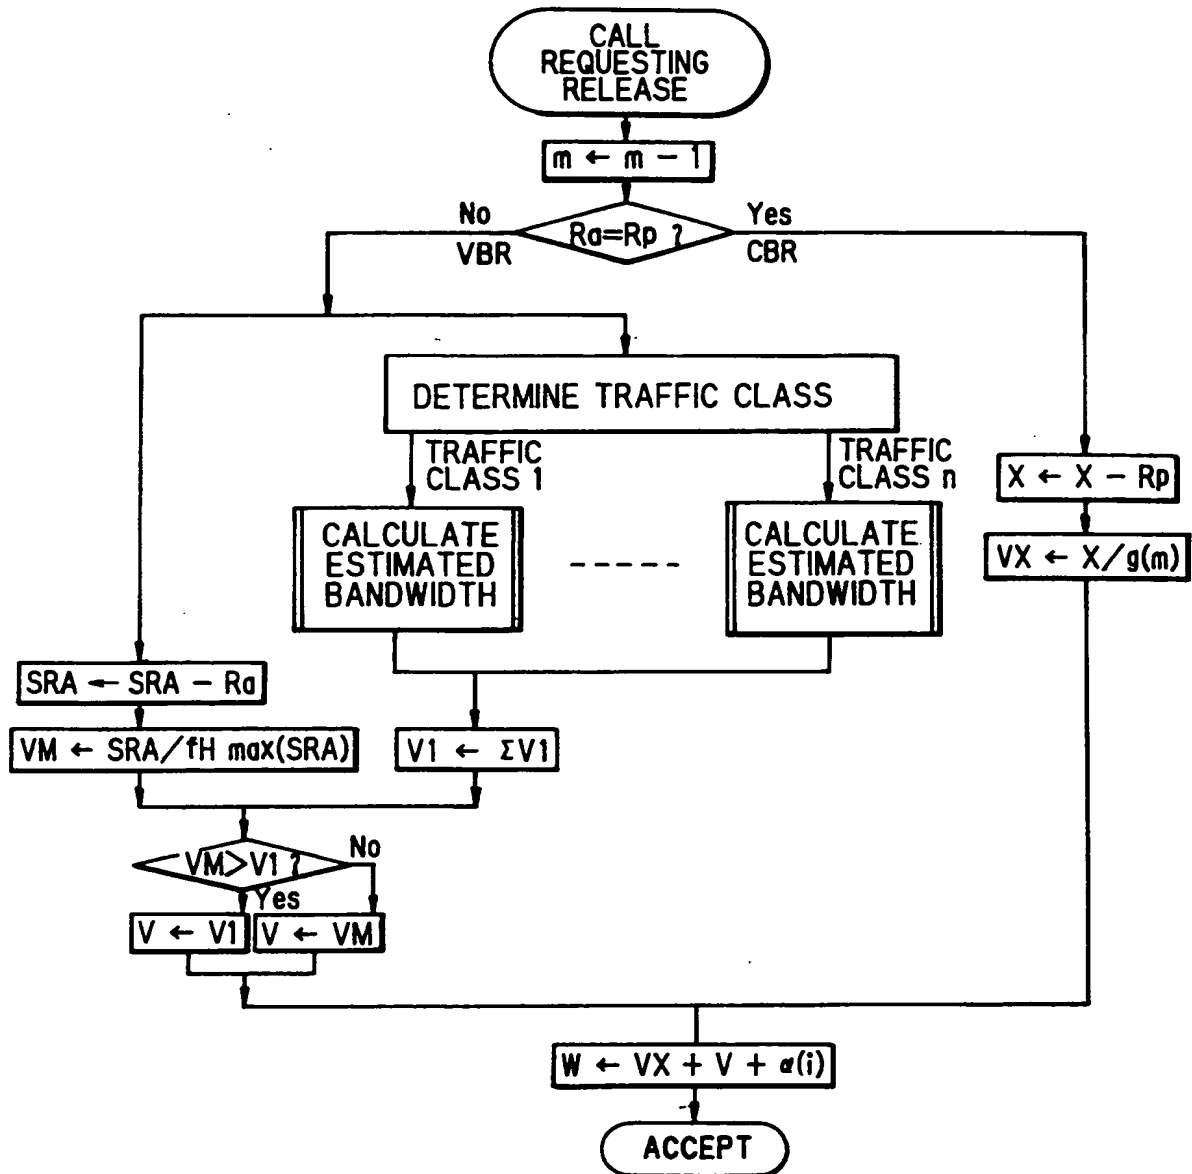 CALL
REQUESTING
RELEASE
m ← m - 1
Ra=Rp ?
No
VBR
Yes
CBR
DETERMINE TRAFFIC CLASS
TRAFFIC
CLASS 1
TRAFFIC
CLASS n
CALCULATE
ESTIMATED
BANDWIDTH
CALCULATE
ESTIMATED
BANDWIDTH
X ← X - Rp
VX ← X/g(m)
SRA ← SRA - Ra
VM ← SRA/fH max(SRA)
V1 ← ΣV1
VM>V1 ?
No
Yes
V ← V1
V ← VM
W ← VX + V + α(i)
ACCEPT